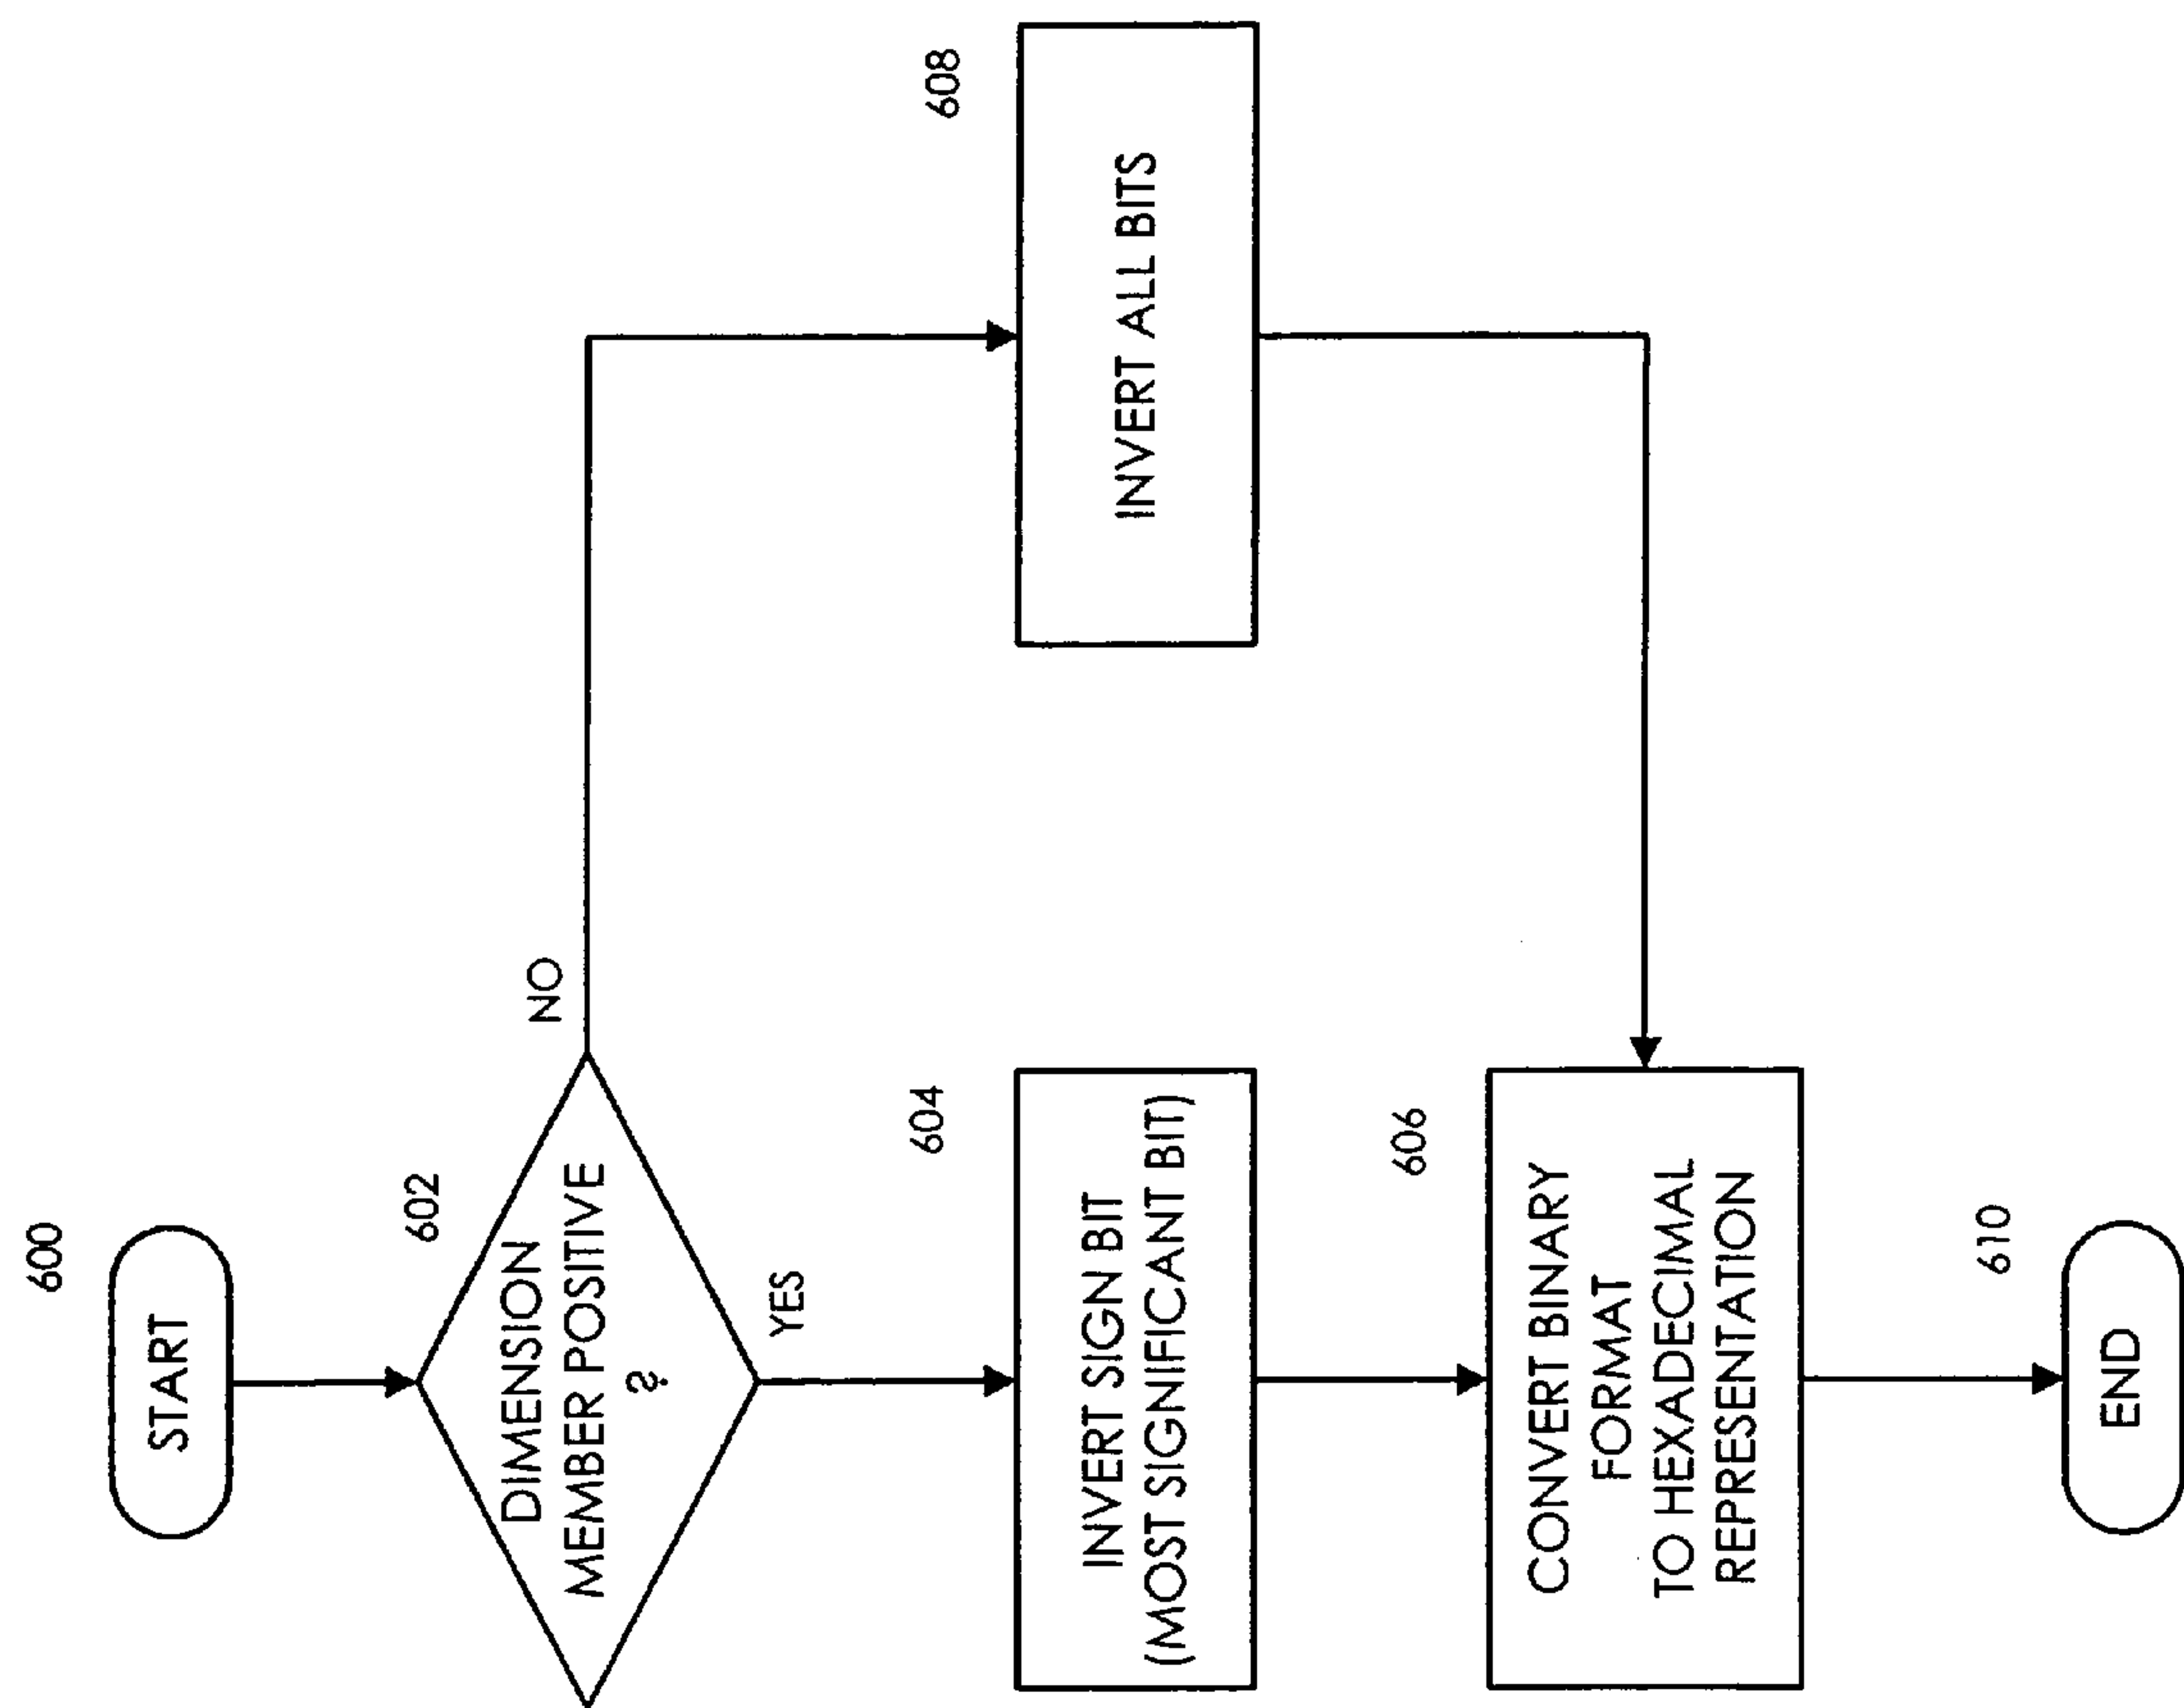 600
START
602
DIMENSION
MEMBER POSITIVE
?
NO
YES
604
INVERT SIGN BIT
(MOST SIGNIFICANT BIT)
608
INVERT ALL BITS
606
CONVERT BINARY
FORMAT
TO HEXADECIMAL
REPRESENTATION
610
END